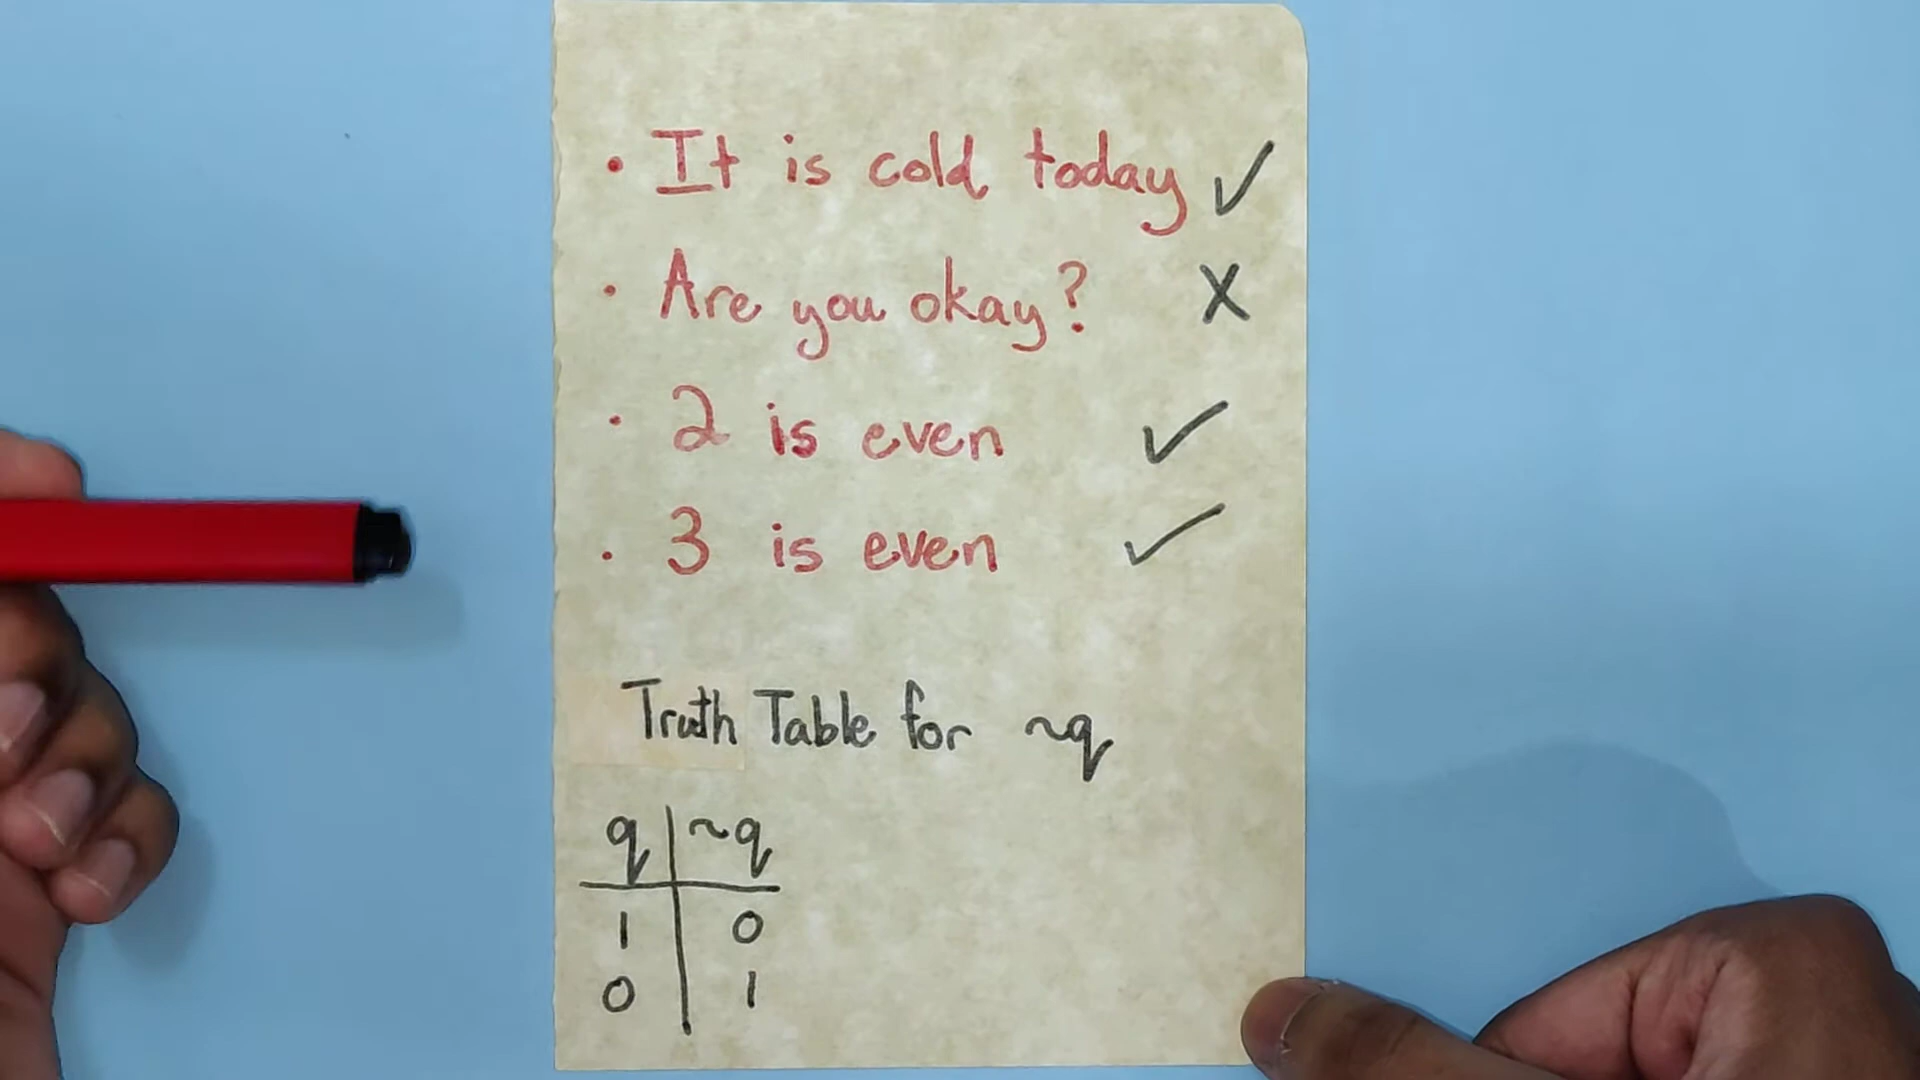 • It is cold today ✓
• Are you okay? X
• 2 is even ✓
• 3 is even ✓
Truth Table for ~q
q | ~q
1 | 0
0 | 1